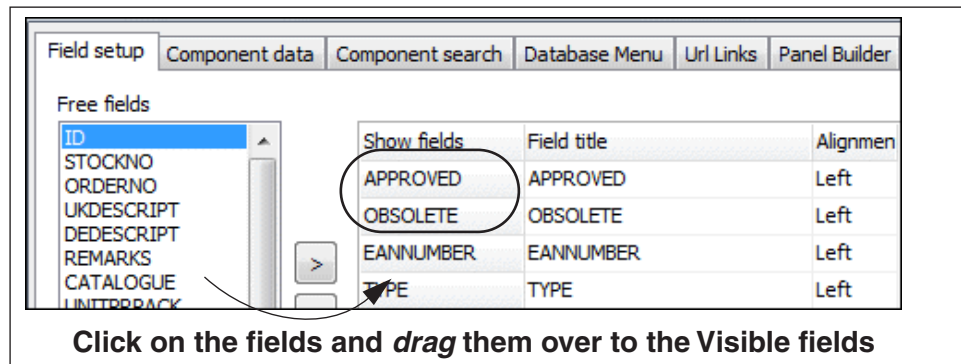 Field setup Component data Component search Database Menu Url Links Panel Builder
Free fields
ID
STOCKNO
ORDERNO
UKDESCRIPT
DEDESCRIPT
REMARKS
CATALOGUE
UNITPRPACK
>
Show fields Field title Alignmen
APPROVED APPROVED Left
OBSOLETE OBSOLETE Left
EANNUMBER EANNUMBER Left
TYPE TYPE Left
Click on the fields and drag them over to the Visible fields